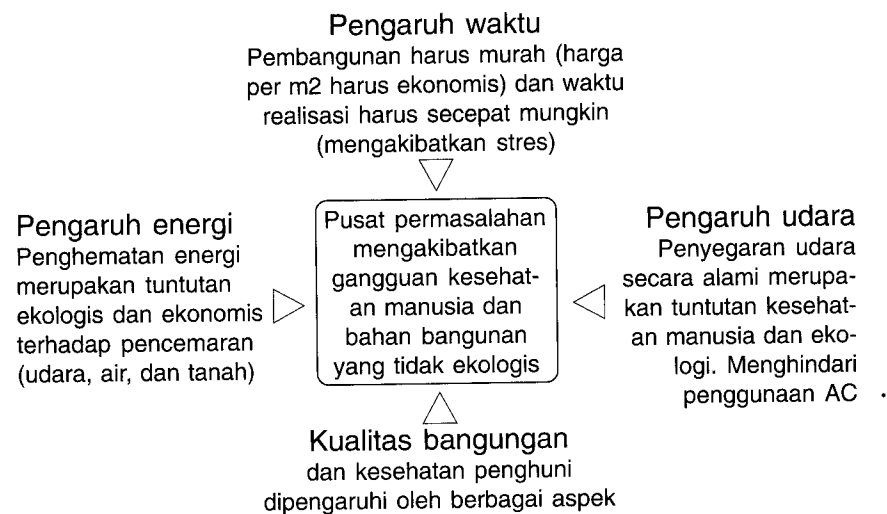 Pengaruh waktu
Pembangunan harus murah (harga
per m2 harus ekonomis) dan waktu
realisasi harus secepat mungkin
(mengakibatkan stres)
Pengaruh energi
Penghematan energi
merupakan tuntutan
ekologis dan ekonomis
terhadap pencemaran
(udara, air, dan tanah)
Pusat permasalahan
mengakibatkan
gangguan kesehat-
an manusia dan
bahan bangunan
yang tidak ekologis
Pengaruh udara
Penyegaran udara
secara alami merupa-
kan tuntutan kesehat-
an manusia dan eko-
logi. Menghindari
penggunaan AC
Kualitas bangungan
dan kesehatan penghuni
dipengaruhi oleh berbagai aspek